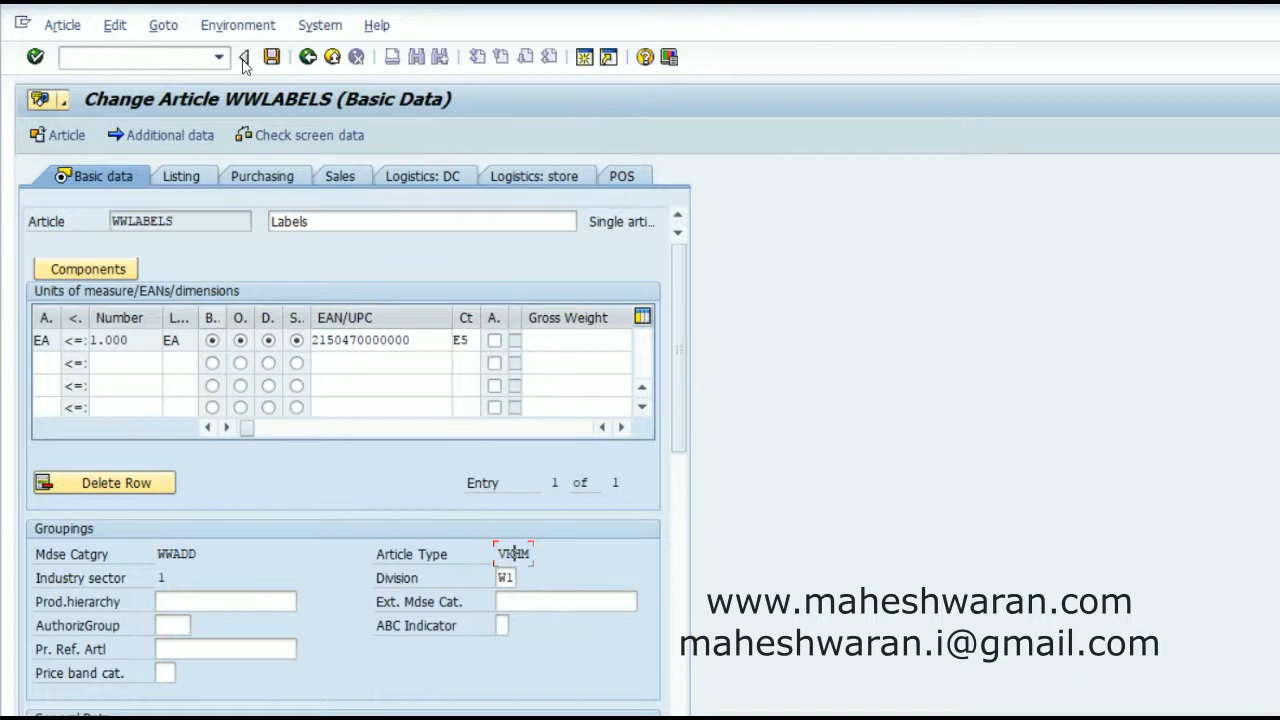 Article Edit Goto Environment System Help
Change Article WWLABELS (Basic Data)
Article Additional data Check screen data
Basic data Listing Purchasing Sales Logistics: DC Logistics: store POS
Article WWLABELS Labels Single arti...
Components
Units of measure/EANs/dimensions
A. <. Number L... B.. O. D. S.. EAN/UPC Ct A. Gross Weight
EA <=: 1.000 EA 2150470000000 E5
<=:
<=:
<=:
Delete Row Entry 1 of 1
Groupings
Mdse Catgry WWADD Article Type VKHM
Industry sector 1 Division W1
Prod.hierarchy Ext. Mdse Cat.
AuthorizGroup ABC Indicator
Pr. Ref. Artl
Price band cat.
www.maheshwaran.com
maheshwaran.i@gmail.com